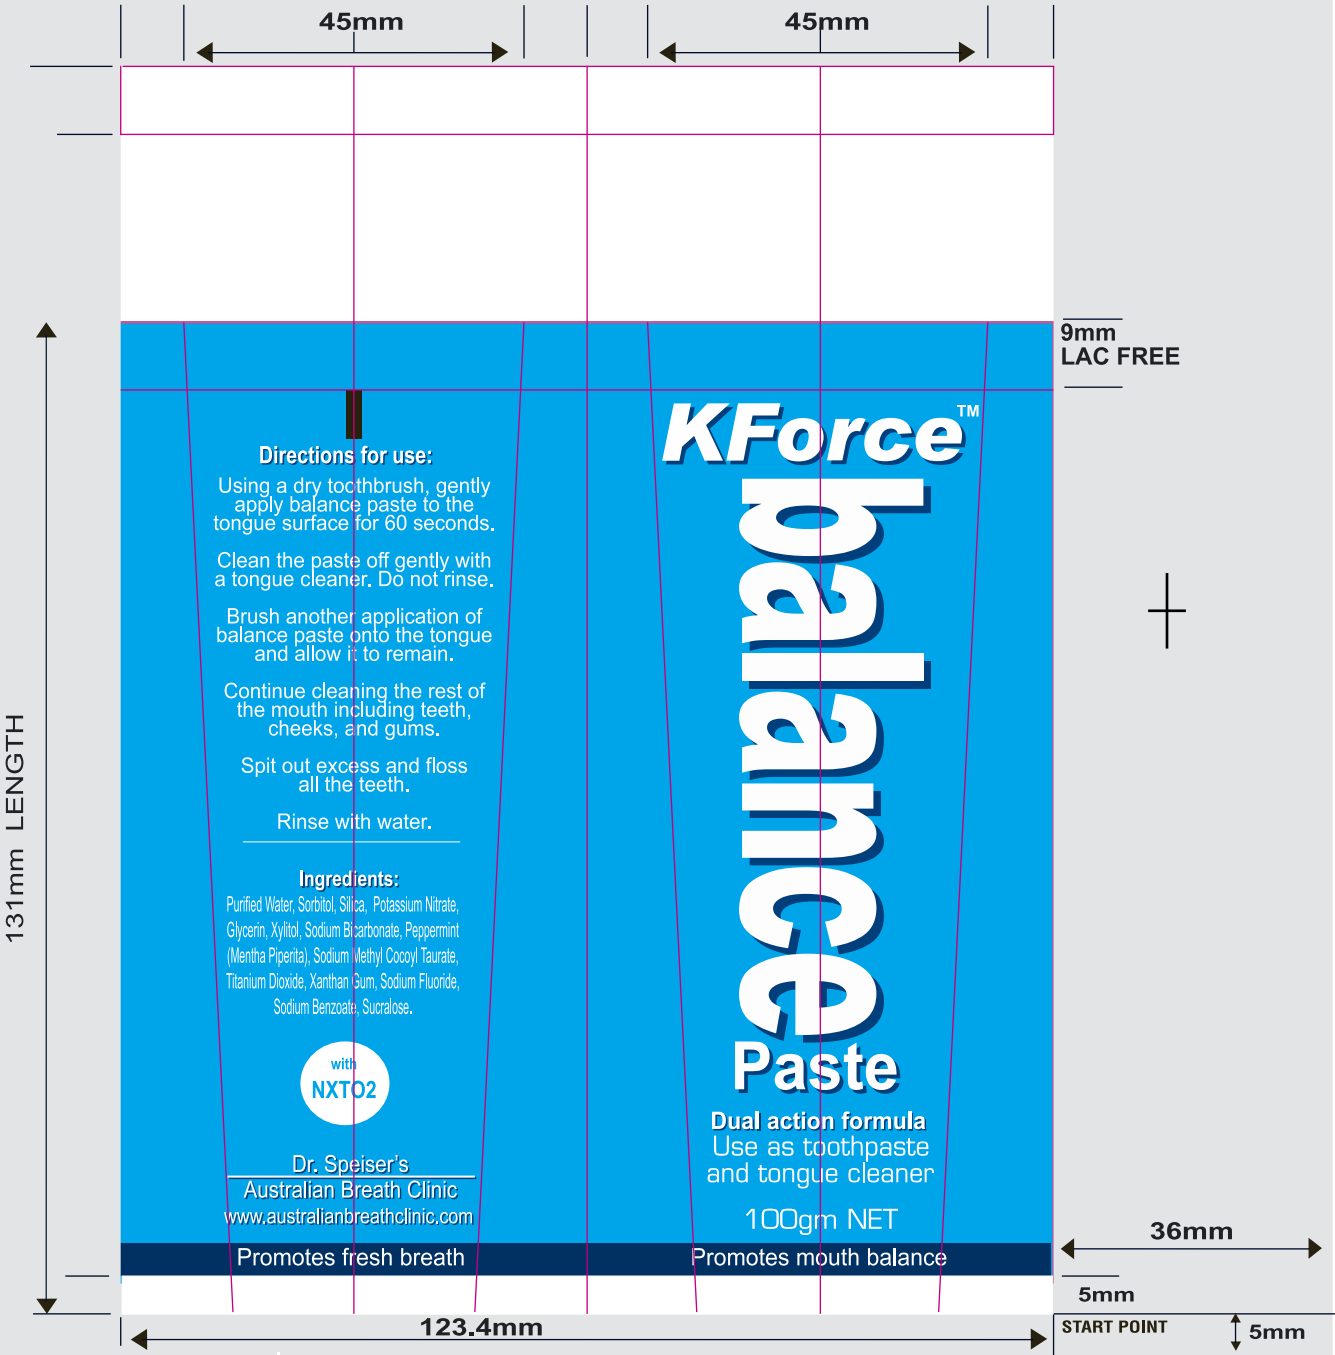 45mm
45mm
9mm
LAC FREE
131mm LENGTH
Directions for use:
Using a dry toothbrush, gently
apply balance paste to the
tongue surface for 60 seconds.
Clean the paste off gently with
a tongue cleaner. Do not rinse.
Brush another application of
balance paste onto the tongue
and allow it to remain.
Continue cleaning the rest of
the mouth including teeth,
cheeks, and gums.
Spit out excess and floss
all the teeth.
Rinse with water.
Ingredients:
Purified Water, Sorbitol, Silica, Potassium Nitrate,
Glycerin, Xylitol, Sodium Bicarbonate, Peppermint
(Mentha Piperita), Sodium Methyl Cocoyl Taurate,
Titanium Dioxide, Xanthan Gum, Sodium Fluoride,
Sodium Benzoate, Sucralose.
with
NXTO2
Dr. Speiser's
Australian Breath Clinic
www.australianbreathclinic.com
Promotes fresh breath
KForce™
balance
Paste
Dual action formula
Use as toothpaste
and tongue cleaner
100gm NET
Promotes mouth balance
36mm
5mm
START POINT
5mm
123.4mm